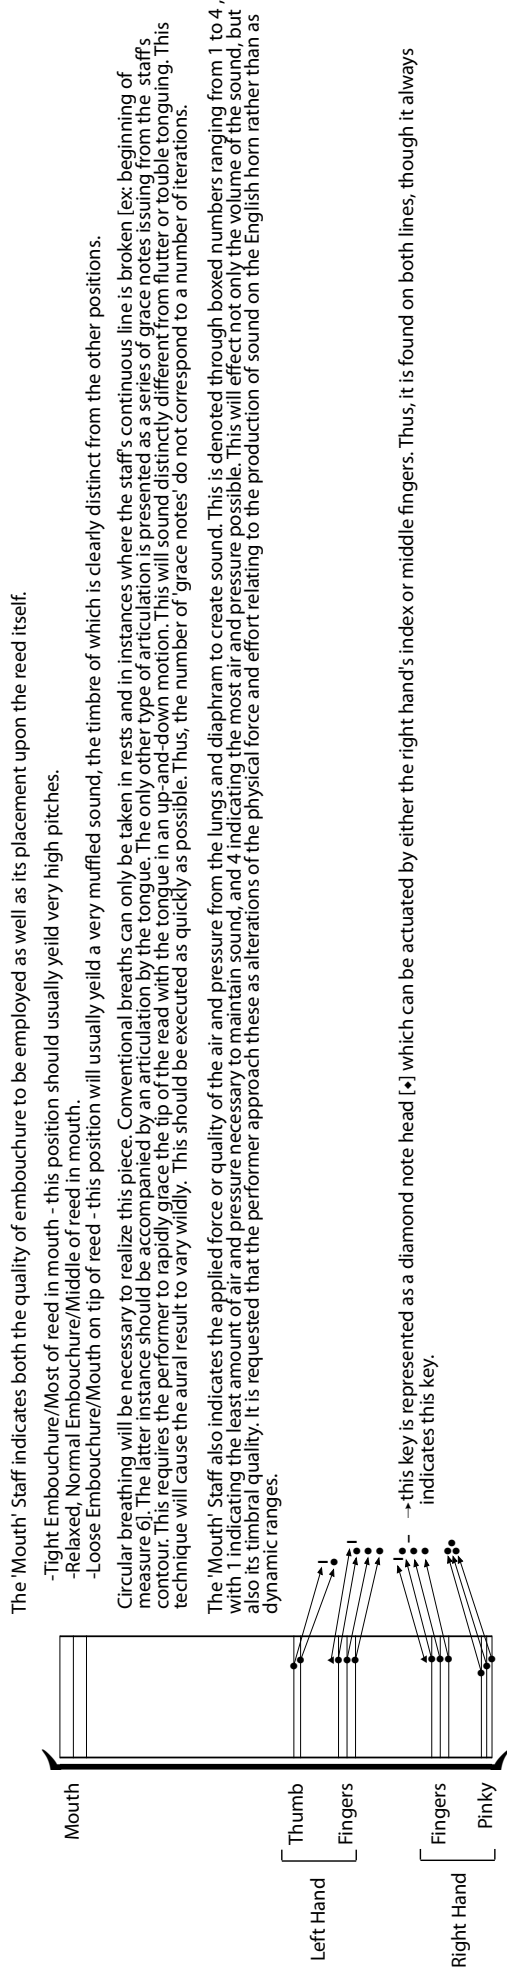 The 'Mouth' Staff indicates both the quality of embouchure to be employed as well as its placement upon the reed itself.
-Tight Embouchure/Most of reed in mouth - this position should usually yeild very high pitches.
-Relaxed, Normal Embouchure/Middle of reed in mouth.
-Loose Embouchure/Mouth on tip of reed - this position will usually yeild a very muffled sound, the timbre of which is clearly distinct from the other positions.
Circular breathing will be necessary to realize this piece. Conventional breaths can only be taken in rests and in instances where the staff's continuous line is broken [ex: beginning of
measure 6]. The latter instance should be accompanied by an articulation by the tongue. The only other type of articulation is presented as a series of grace notes issuing from the staff's
contour. This requires the performer to rapidly grace the tip of the read with the tongue in an up-and-down motion. This will sound distinctly different from flutter or touble tonguing. This
technique will cause the aural result to vary wildly. This should be executed as quickly as possible. Thus, the number of 'grace notes' do not correspond to a number of iterations.
The 'Mouth' Staff also indicates the applied force or quality of the air and pressure from the lungs and diaphram to create sound. This is denoted through boxed numbers ranging from 1 to 4 ,
with 1 indicating the least amount of air and pressure necessary to maintain sound, and 4 indicating the most air and pressure possible. This will effect not only the volume of the sound, but
also its timbral quality. It is requested that the performer approach these as alterations of the physical force and effort relating to the production of sound on the English horn rather than as
dynamic ranges.
Mouth
Left Hand
Thumb
Fingers
Right Hand
Fingers
Pinky
→ this key is represented as a diamond note head [⬥] which can be actuated by either the right hand's index or middle fingers. Thus, it is found on both lines, though it always
indicates this key.